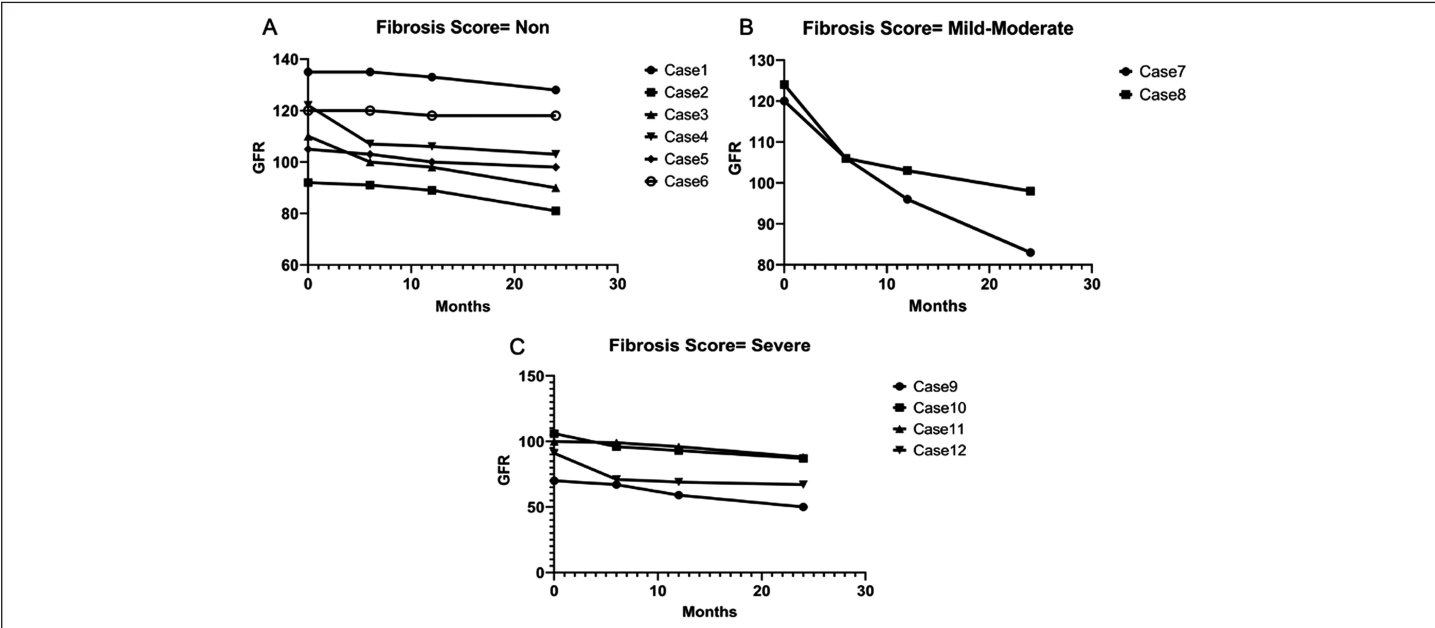 A
Fibrosis Score= Non
140
120
100
80
60
GFR
0
10
20
30
Months
Case1
Case2
Case3
Case4
Case5
Case6
B
Fibrosis Score= Mild-Moderate
130
120
110
100
90
80
GFR
0
10
20
30
Months
Case7
Case8
C
Fibrosis Score= Severe
150
100
50
0
GFR
0
10
20
30
Months
Case9
Case10
Case11
Case12